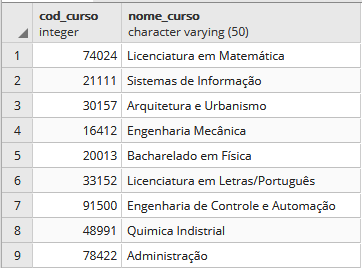 cod_curso nome_curso
integer character varying (50)
1 74024 Licenciatura em Matemática
2 21111 Sistemas de Informação
3 30157 Arquitetura e Urbanismo
4 16412 Engenharia Mecânica
5 20013 Bacharelado em Física
6 33152 Licenciatura em Letras/Português
7 91500 Engenharia de Controle e Automação
8 48991 Quimica Indistrial
9 78422 Administração